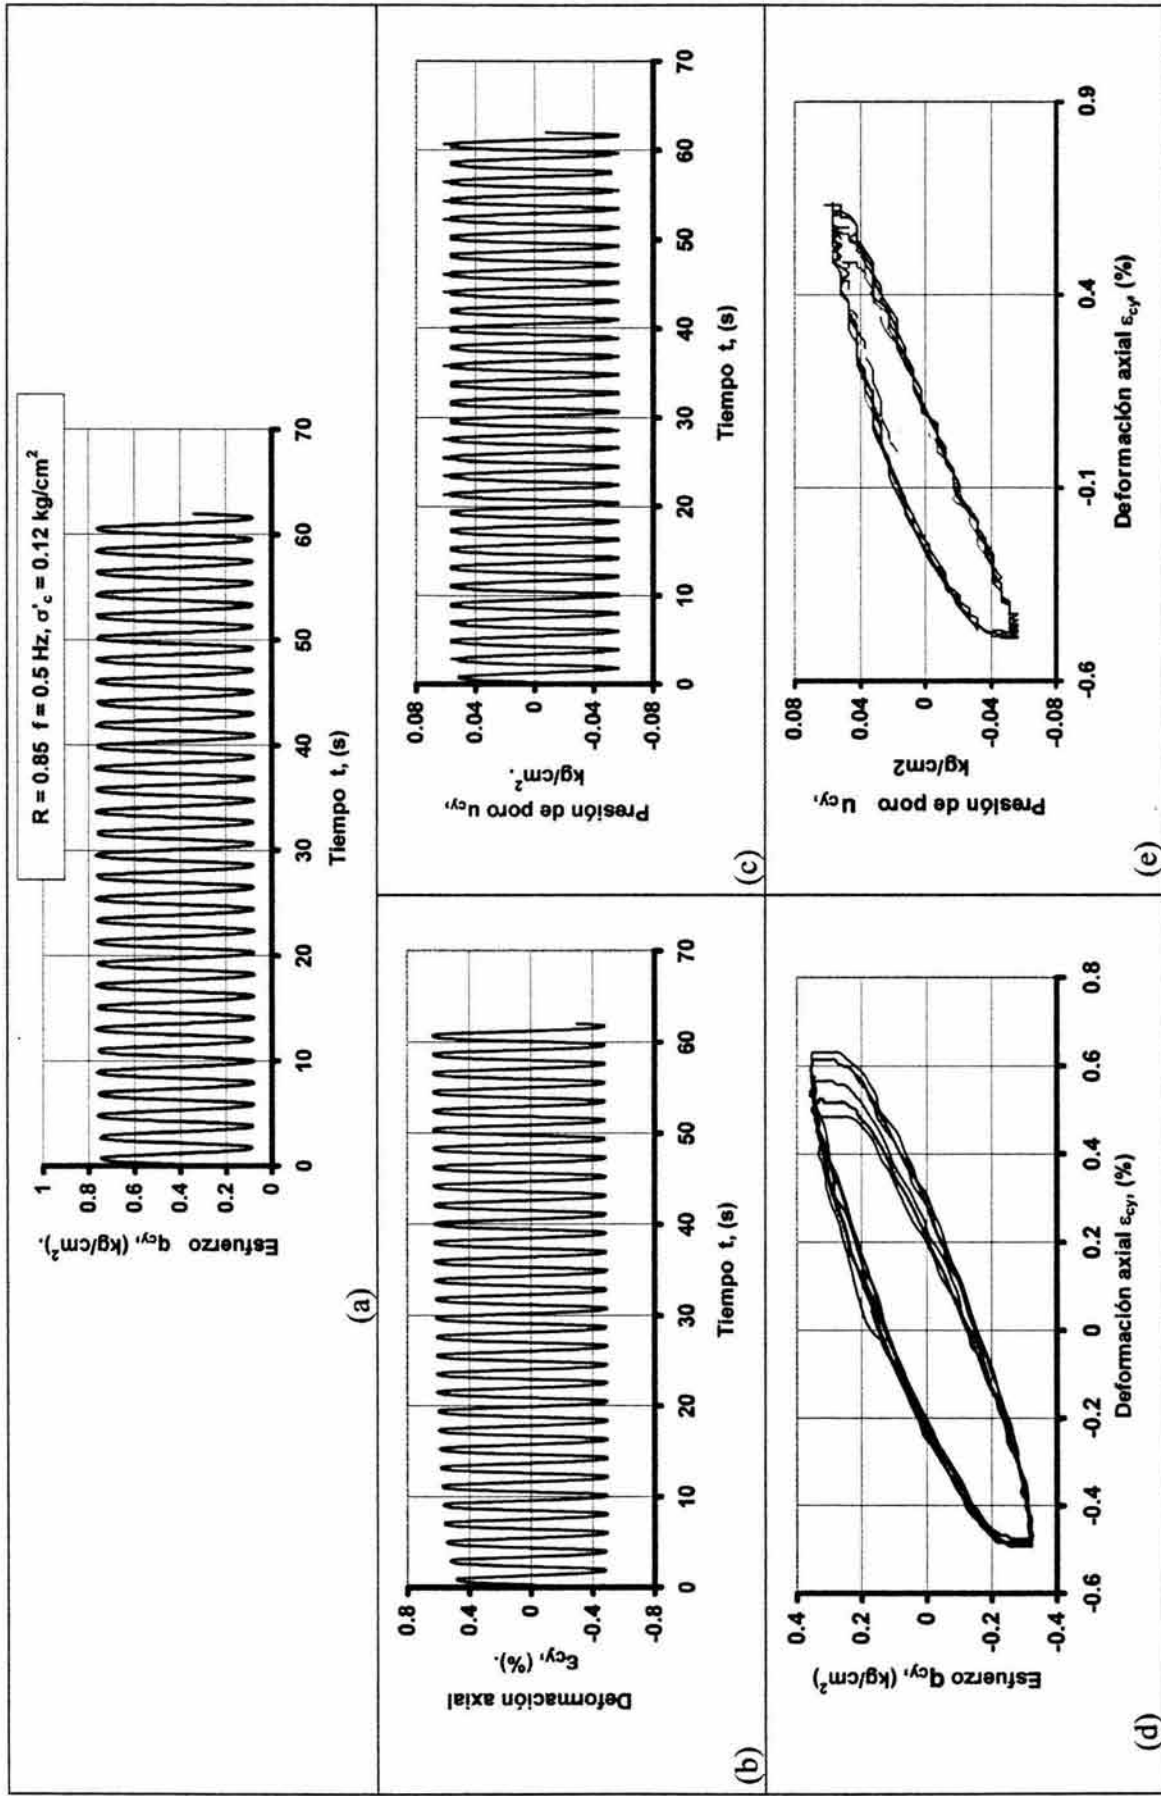 R = 0.85 f = 0.5 Hz, σ'c = 0.12 kg/cm²
Esfuerzo qcy, (kg/cm²).
1
0.8
0.6
0.4
0.2
0
0 10 20 30 40 50 60 70
Tiempo t, (s)
(a)
Deformación axial
εcy, (%).
0.8
0.4
0
-0.4
-0.8
0 10 20 30 40 50 60 70
Tiempo t, (s)
(b)
Presión de poro ucy,
kg/cm².
0.08
0.04
0
-0.04
-0.08
0 10 20 30 40 50 60 70
Tiempo t, (s)
(c)
Esfuerzo qcy, (kg/cm²)
0.4
0.2
0
-0.2
-0.4
-0.6 -0.4 -0.2 0 0.2 0.4 0.6 0.8
Deformación axial εcy, (%)
(d)
Presión de poro ucy,
kg/cm2
0.08
0.04
0
-0.04
-0.08
-0.6 -0.1 0.4 0.9
Deformación axial εcy, (%)
(e)